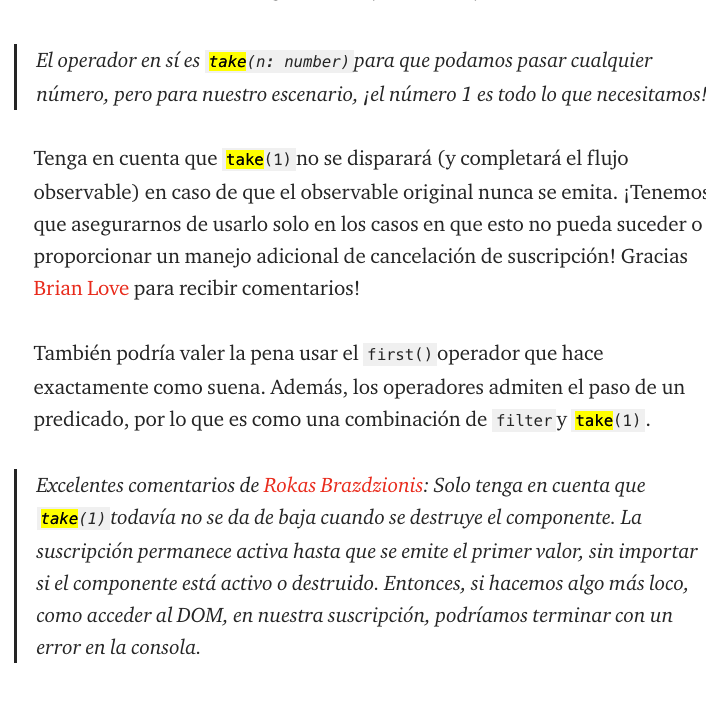 El operador en sí es take(n: number) para que podamos pasar cualquier
número, pero para nuestro escenario, ¡el número 1 es todo lo que necesitamos!
Tenga en cuenta que take(1) no se disparará (y completará el flujo
observable) en caso de que el observable original nunca se emita. ¡Tenemos
que asegurarnos de usarlo solo en los casos en que esto no pueda suceder o
proporcionar un manejo adicional de cancelación de suscripción! Gracias
Brian Love para recibir comentarios!
También podría valer la pena usar el first() operador que hace
exactamente como suena. Además, los operadores admiten el paso de un
predicado, por lo que es como una combinación de filter y take(1).
Excelentes comentarios de Rokas Brazdzionis: Solo tenga en cuenta que
take(1) todavía no se da de baja cuando se destruye el componente. La
suscripción permanece activa hasta que se emite el primer valor, sin importar
si el componente está activo o destruido. Entonces, si hacemos algo más loco,
como acceder al DOM, en nuestra suscripción, podríamos terminar con un
error en la consola.